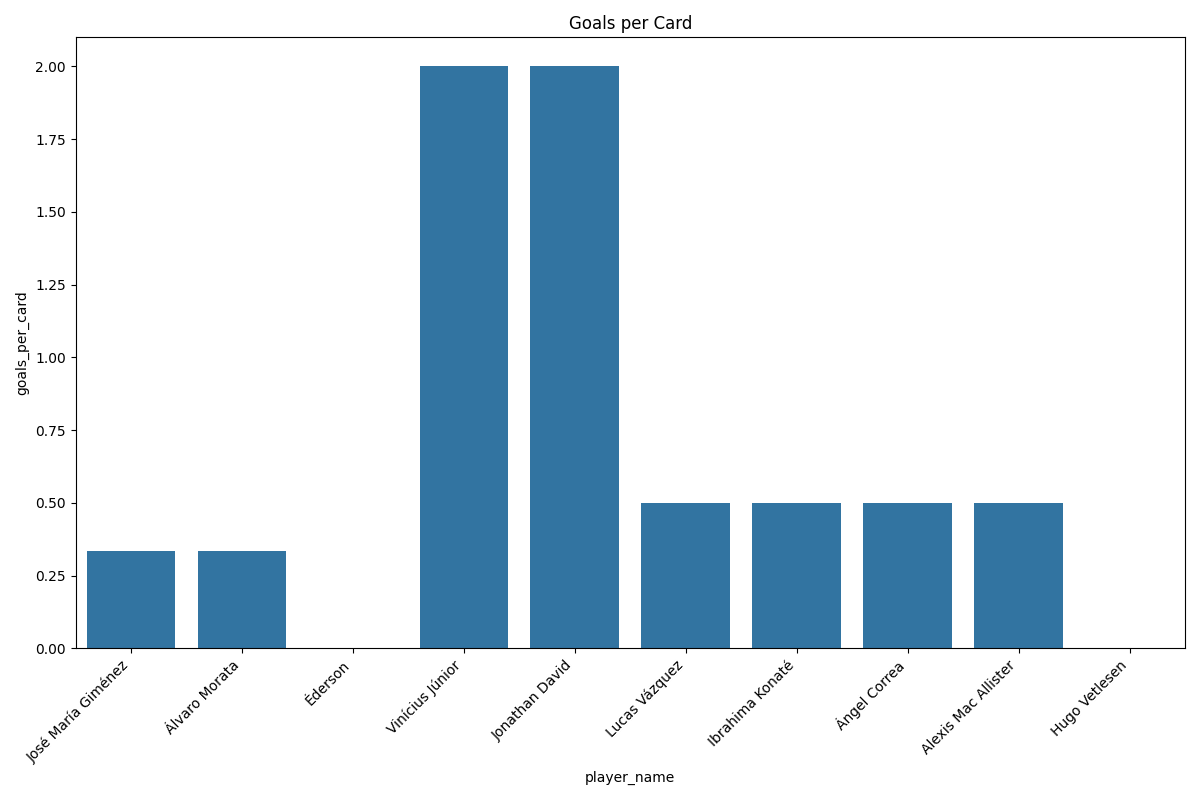 Goals per Card
goals_per_card
2.00
1.75
1.50
1.25
1.00
0.75
0.50
0.25
0.00
José María Giménez
Álvaro Morata
Éderson
Vinícius Júnior
Jonathan David
Lucas Vázquez
Ibrahima Konaté
Ángel Correa
Alexis Mac Allister
Hugo Vetlesen
player_name